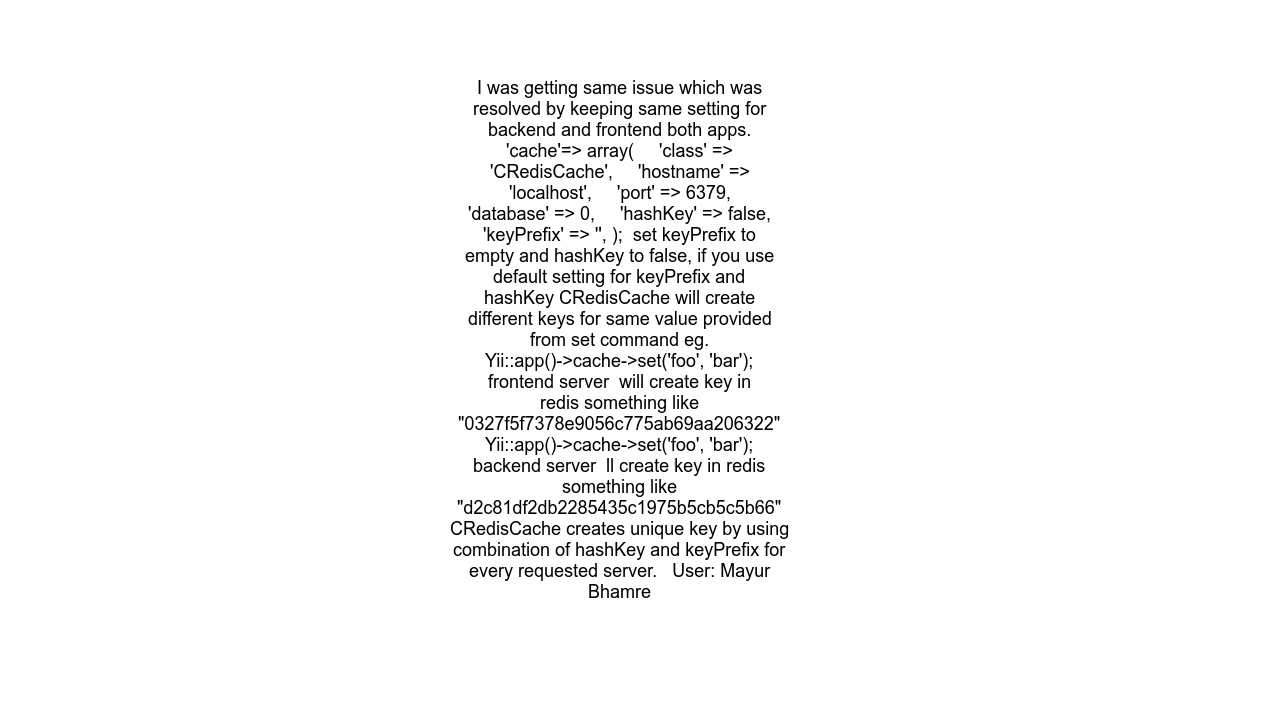 I was getting same issue which was
resolved by keeping same setting for
backend and frontend both apps.
'cache'=> array(     'class' =>
'CRedisCache',     'hostname' =>
'localhost',     'port' => 6379,
'database' => 0,     'hashKey' => false,
'keyPrefix' => '', );  set keyPrefix to
empty and hashKey to false, if you use
default setting for keyPrefix and
hashKey CRedisCache will create
different keys for same value provided
from set command eg.
Yii::app()->cache->set('foo', 'bar');
frontend server  will create key in
redis something like
"0327f5f7378e9056c775ab69aa206322"
Yii::app()->cache->set('foo', 'bar');
backend server  ll create key in redis
something like
"d2c81df2db2285435c1975b5cb5c5b66"
CRedisCache creates unique key by using
combination of hashKey and keyPrefix for
every requested server.   User: Mayur
Bhamre